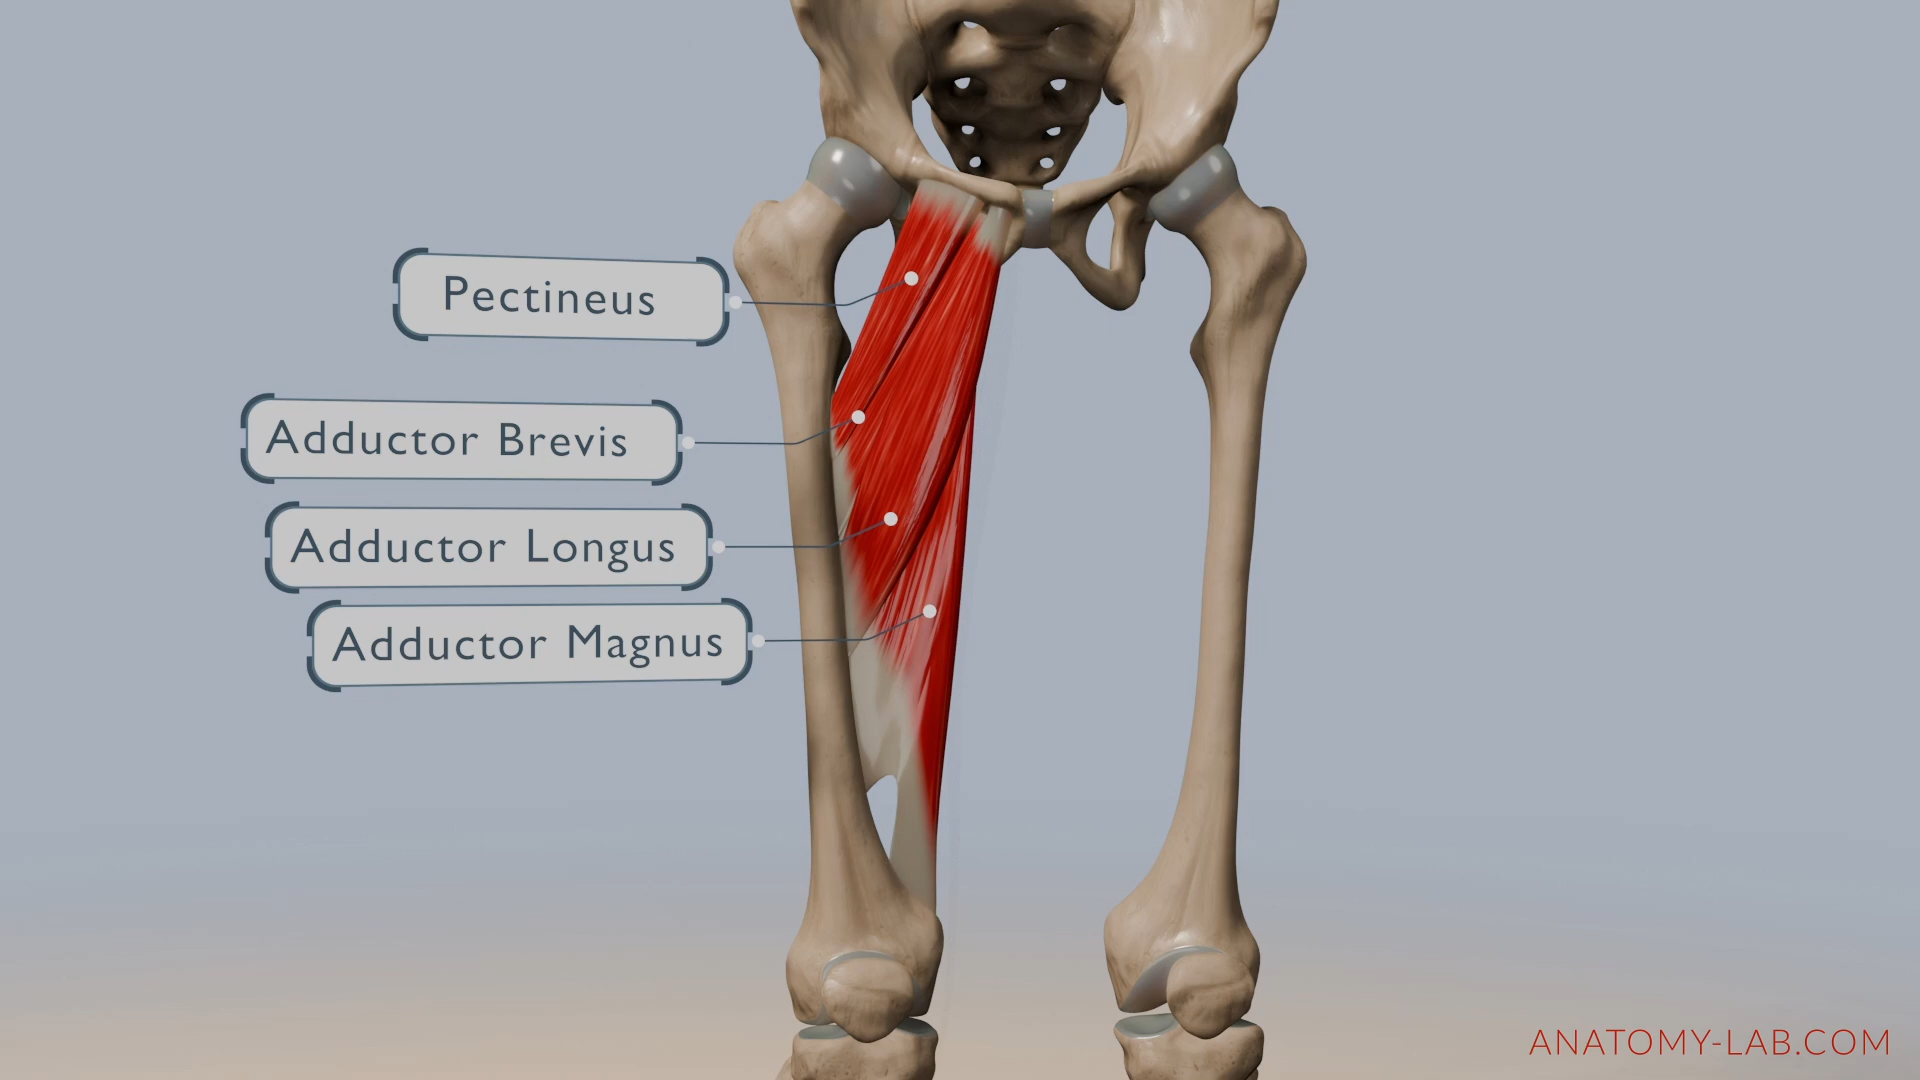 Pectineus
Adductor Brevis
Adductor Longus
Adductor Magnus
ANATOMY-LAB.COM